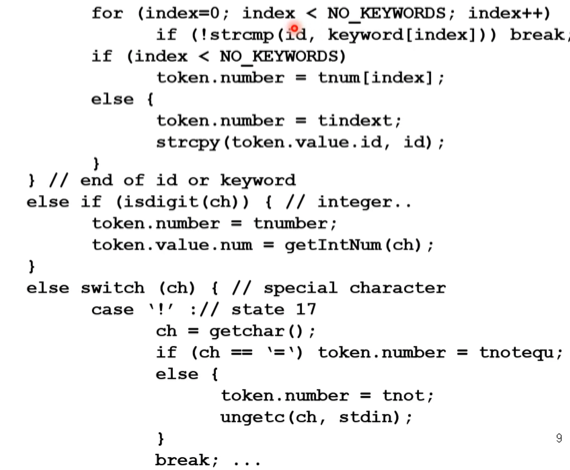 for (index=0; index < NO_KEYWORDS; index++)
if (!strcmp(id, keyword[index])) break;
if (index < NO_KEYWORDS)
token.number = tnum[index];
else {
token.number = tindext;
strcpy(token.value.id, id);
}
} // end of id or keyword
else if (isdigit(ch)) { // integer..
token.number = tnumber;
token.value.num = getIntNum(ch);
}
else switch (ch) { // special character
case '!' :// state 17
ch = getchar();
if (ch == '=') token.number = tnotequ;
else {
token.number = tnot;
ungetc(ch, stdin);
}
break; ...
9